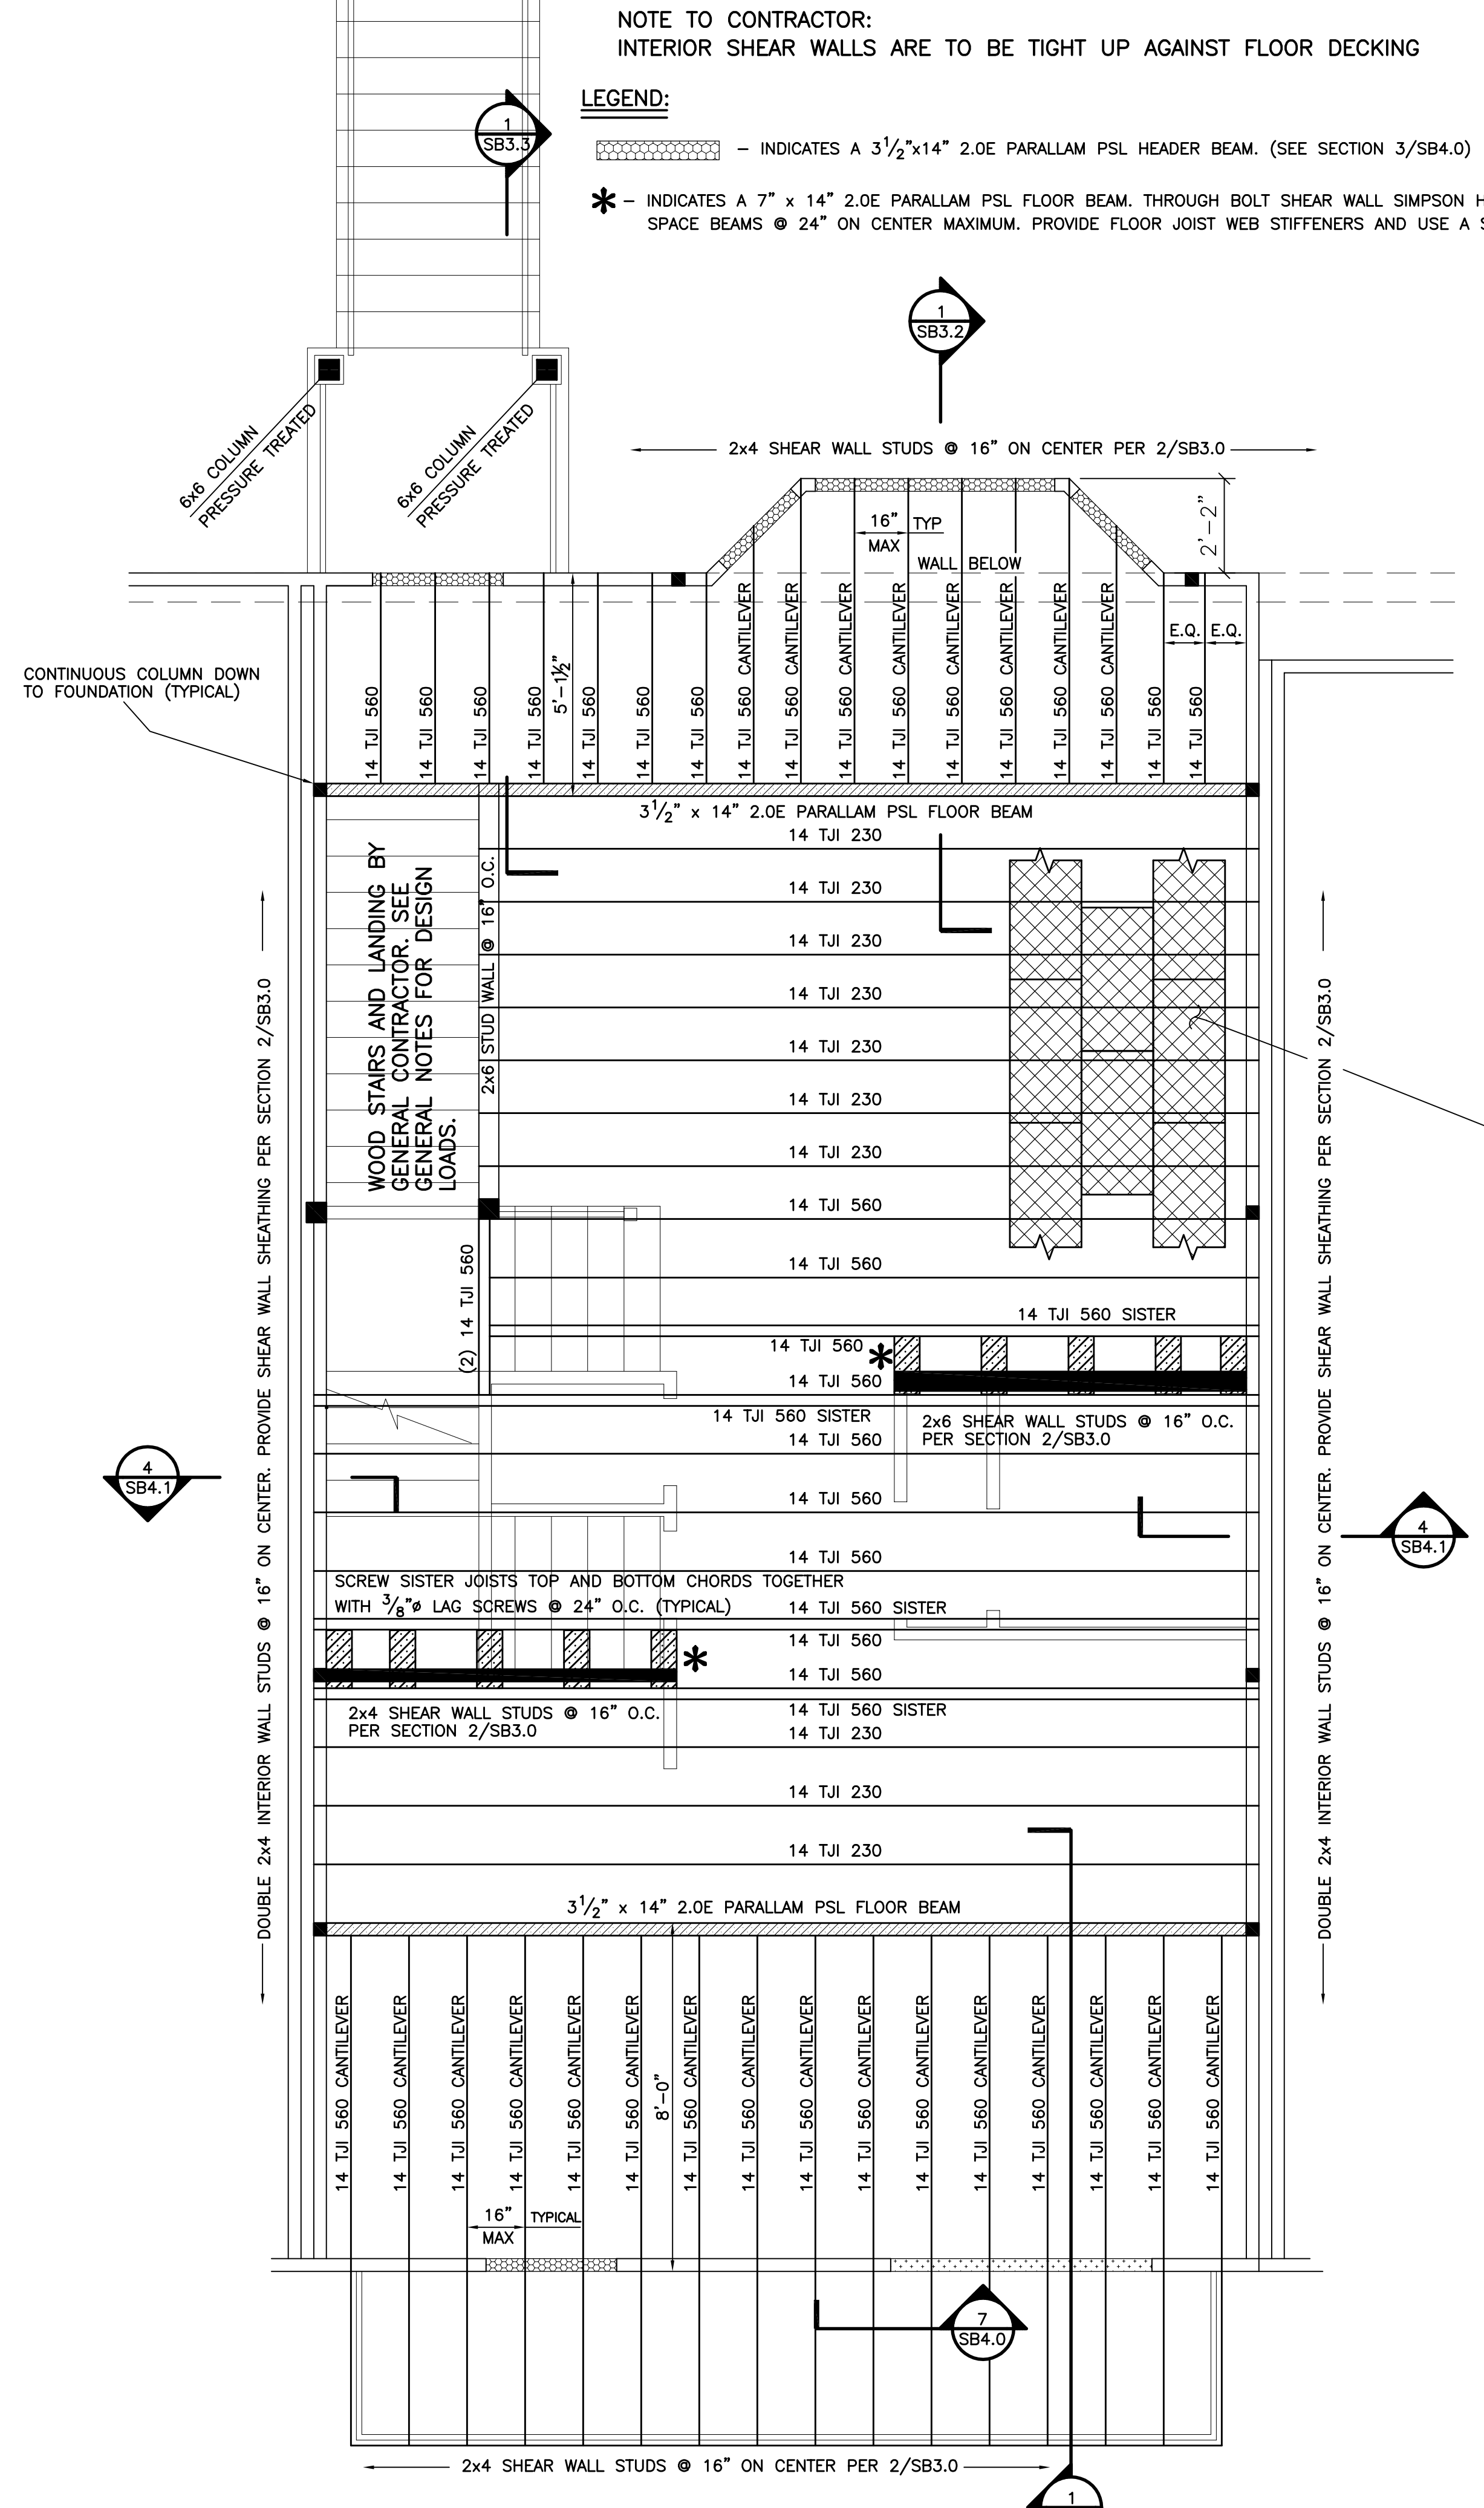 NOTE TO CONTRACTOR:
INTERIOR SHEAR WALLS ARE TO BE TIGHT UP AGAINST FLOOR DECKING
LEGEND:
1
SB3.3
– INDICATES A 3 1/2"x14" 2.0E PARALLAM PSL HEADER BEAM. (SEE SECTION 3/SB4.0)
* – INDICATES A 7" x 14" 2.0E PARALLAM PSL FLOOR BEAM. THROUGH BOLT SHEAR WALL SIMPSON
SPACE BEAMS @ 24" ON CENTER MAXIMUM. PROVIDE FLOOR JOIST WEB STIFFENERS AND USE A
1
SB3.2
6x6 COLUMN
PRESSURE TREATED
6x6 COLUMN
PRESSURE TREATED
2x4 SHEAR WALL STUDS @ 16" ON CENTER PER 2/SB3.0
2'-2"
16"
TYP
MAX
WALL BELOW
E.Q.
E.Q.
CONTINUOUS COLUMN DOWN
TO FOUNDATION (TYPICAL)
14 TJI 560
14 TJI 560
14 TJI 560
14 TJI 560
5'-1½"
14 TJI 560
14 TJI 560
14 TJI 560
14 TJI 560 CANTILEVER
14 TJI 560 CANTILEVER
14 TJI 560 CANTILEVER
14 TJI 560 CANTILEVER
14 TJI 560 CANTILEVER
14 TJI 560 CANTILEVER
14 TJI 560 CANTILEVER
14 TJI 560 CANTILEVER
14 TJI 560
14 TJI 560
3 1/2" x 14" 2.0E PARALLAM PSL FLOOR BEAM
14 TJI 230
14 TJI 230
14 TJI 230
14 TJI 230
14 TJI 230
14 TJI 230
14 TJI 230
WOOD STAIRS AND LANDING BY
GENERAL CONTRACTOR. SEE
GENERAL NOTES FOR DESIGN
LOADS.
2x6 STUD WALL @ 16" O.C.
DOUBLE 2x4 INTERIOR WALL STUDS @ 16" ON CENTER. PROVIDE SHEAR WALL SHEATHING PER SECTION 2/SB3.0
DOUBLE 2x4 INTERIOR WALL STUDS @ 16" ON CENTER. PROVIDE SHEAR WALL SHEATHING PER SECTION 2/SB3.0
14 TJI 560
14 TJI 560
(2) 14 TJI 560
14 TJI 560 SISTER
14 TJI 560 *
14 TJI 560
14 TJI 560 SISTER
2x6 SHEAR WALL STUDS @ 16" O.C.
PER SECTION 2/SB3.0
14 TJI 560
4
SB4.1
14 TJI 560
4
SB4.1
14 TJI 560
SCREW SISTER JOISTS TOP AND BOTTOM CHORDS TOGETHER
WITH 3/8"ø LAG SCREWS @ 24" O.C. (TYPICAL)
14 TJI 560 SISTER
14 TJI 560
*
14 TJI 560
14 TJI 560 SISTER
2x4 SHEAR WALL STUDS @ 16" O.C.
PER SECTION 2/SB3.0
14 TJI 230
14 TJI 230
14 TJI 230
3 1/2" x 14" 2.0E PARALLAM PSL FLOOR BEAM
14 TJI 560 CANTILEVER
14 TJI 560 CANTILEVER
14 TJI 560 CANTILEVER
14 TJI 560 CANTILEVER
14 TJI 560 CANTILEVER
14 TJI 560 CANTILEVER
8'-0"
14 TJI 560 CANTILEVER
14 TJI 560 CANTILEVER
14 TJI 560 CANTILEVER
14 TJI 560 CANTILEVER
14 TJI 560 CANTILEVER
14 TJI 560 CANTILEVER
14 TJI 560 CANTILEVER
14 TJI 560 CANTILEVER
14 TJI 560 CANTILEVER
14 TJI 560 CANTILEVER
16"
TYPICAL
MAX
7
SB4.0
2x4 SHEAR WALL STUDS @ 16" ON CENTER PER 2/SB3.0
1